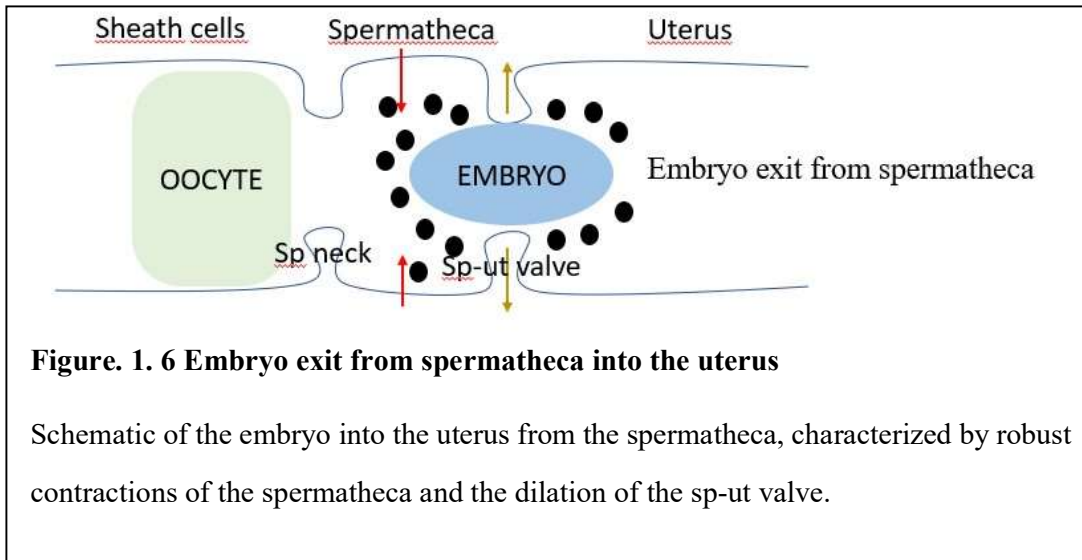 Sheath cells Spermatheca Uterus
OOCYTE EMBRYO Embryo exit from spermatheca
Sp neck Sp-ut valve
Figure. 1. 6 Embryo exit from spermatheca into the uterus
Schematic of the embryo into the uterus from the spermatheca, characterized by robust
contractions of the spermatheca and the dilation of the sp-ut valve.